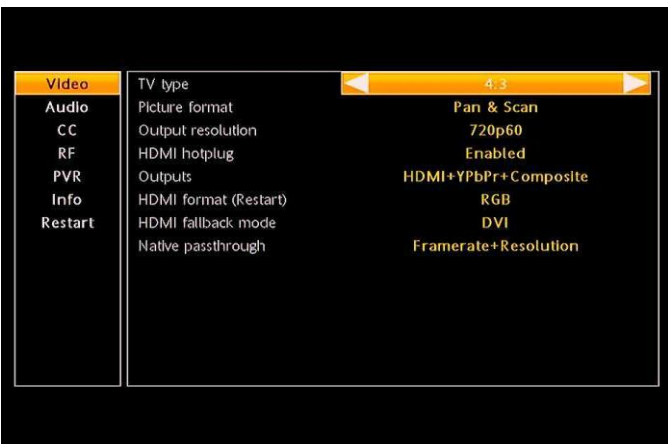 Video
Audio
CC
RF
PVR
Info
Restart
TV type 4:3
Picture format Pan & Scan
Output resolution 720p60
HDMI hotplug Enabled
Outputs HDMI+YPbPr+Composite
HDMI format (Restart) RGB
HDMI fallback mode DVI
Native passthrough Framerate+Resolution